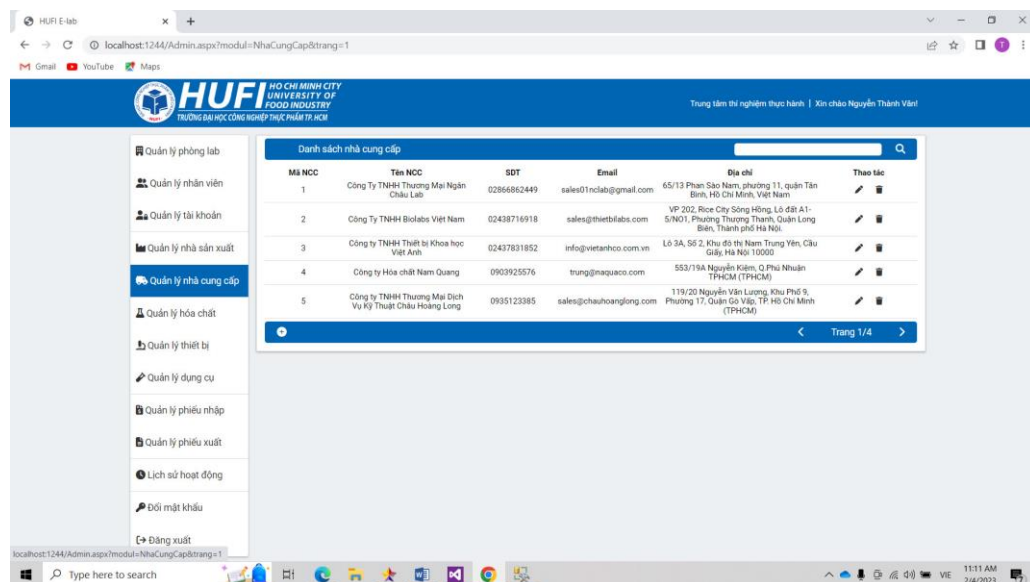 HUFI E-lab
localhost:1244/Admin.aspx?modul=NhaCungCap&trang=1
Gmail YouTube Maps
HUFI
HO CHI MINH CITY
UNIVERSITY OF
FOOD INDUSTRY
TRƯỜNG ĐẠI HỌC CÔNG NGHIỆP THỰC PHẨM TP. HCM
Trung tâm thí nghiệm thực hành | Xin chào Nguyễn Thành Văn!
Quản lý phòng lab
Quản lý nhân viên
Quản lý tài khoản
Quản lý nhà sản xuất
Quản lý nhà cung cấp
Quản lý hóa chất
Quản lý thiết bị
Quản lý dụng cụ
Quản lý phiếu nhập
Quản lý phiếu xuất
Lịch sử hoạt động
Đổi mật khẩu
Đăng xuất
Danh sách nhà cung cấp
Mã NCC Tên NCC SDT Email Địa chỉ Thao tác
1 Công Ty TNHH Thương Mại Ngân
Châu Lab 02866862449 sales01nclab@gmail.com 65/13 Phan Sào Nam, phường 11, quận Tân
Bình, Hồ Chí Minh, Việt Nam
2 Công Ty TNHH Biolabs Việt Nam 02438716918 sales@thietbilabs.com VP 202, Rice City Sông Hồng, Lô đất A1-
5/NO1, Phường Thượng Thanh, Quận Long
Biên, Thành phố Hà Nội.
3 Công ty TNHH Thiết bị Khoa học
Việt Anh 02437831852 info@vietanhco.com.vn Lô 3A, Số 2, Khu đô thị Nam Trung Yên, Cầu
Giấy, Hà Nội 10000
4 Công ty Hóa chất Nam Quang 0903925576 trung@naquaco.com 553/19A Nguyễn Kiệm, Q.Phú Nhuận
TPHCM (TPHCM)
5 Công ty TNHH Thương Mại Dịch
Vụ Kỹ Thuật Châu Hoàng Long 0935123385 sales@chauhoanglong.com 119/20 Nguyễn Văn Lượng, Khu Phố 9,
Phường 17, Quận Gò Vấp, TP. Hồ Chí Minh
(TPHCM)
Trang 1/4
localhost:1244/Admin.aspx?modul=NhaCungCap&trang=1
Type here to search
VIE
11:11 AM
2/4/2023